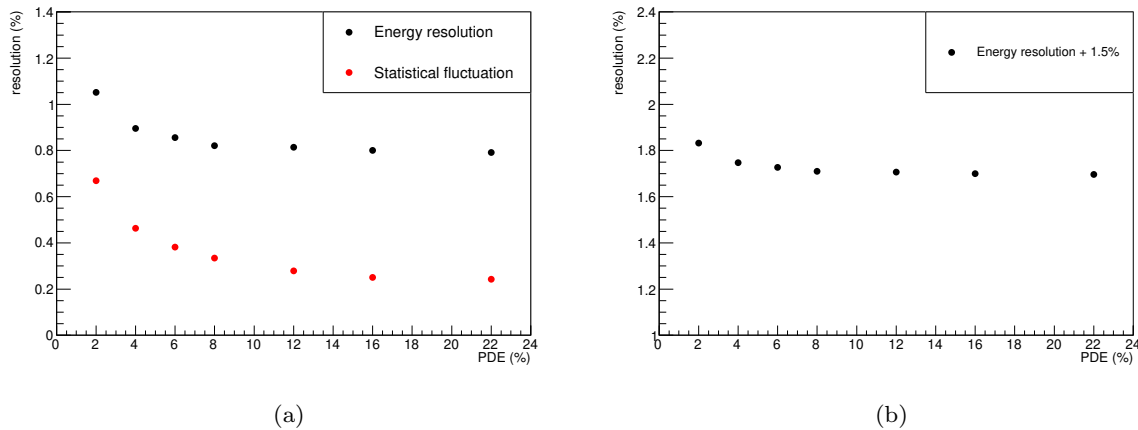 resolution (%)
1.4
1.2
1
0.8
0.6
0.4
0.2
0
Energy resolution
Statistical fluctuation
0 2 4 6 8 10 12 14 16 18 20 22 24
PDE (%)
(a)
resolution (%)
2.4
2.2
2
1.8
1.6
1.4
1.2
1
Energy resolution + 1.5%
0 2 4 6 8 10 12 14 16 18 20 22 24
PDE (%)
(b)